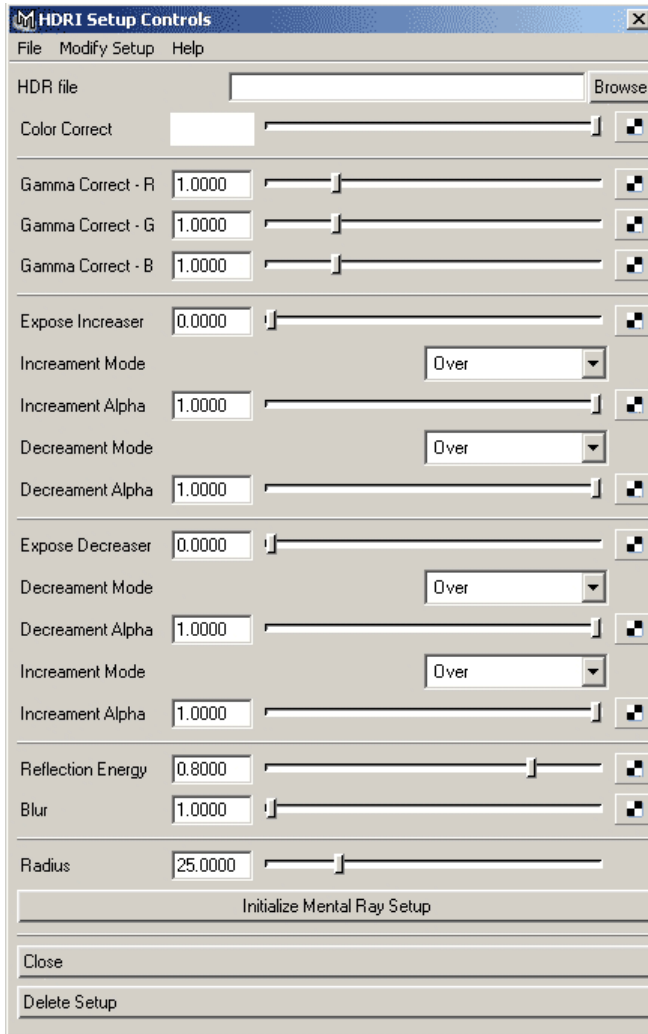 HDRI Setup Controls
File Modify Setup Help
HDR file Browse
Color Correct
Gamma Correct - R 1.0000
Gamma Correct - G 1.0000
Gamma Correct - B 1.0000
Expose Increaser 0.0000
Increament Mode Over
Increament Alpha 1.0000
Decreament Mode Over
Decreament Alpha 1.0000
Expose Decreaser 0.0000
Decreament Mode Over
Decreament Alpha 1.0000
Increament Mode Over
Increament Alpha 1.0000
Reflection Energy 0.8000
Blur 1.0000
Radius 25.0000
Initialize Mental Ray Setup
Close
Delete Setup